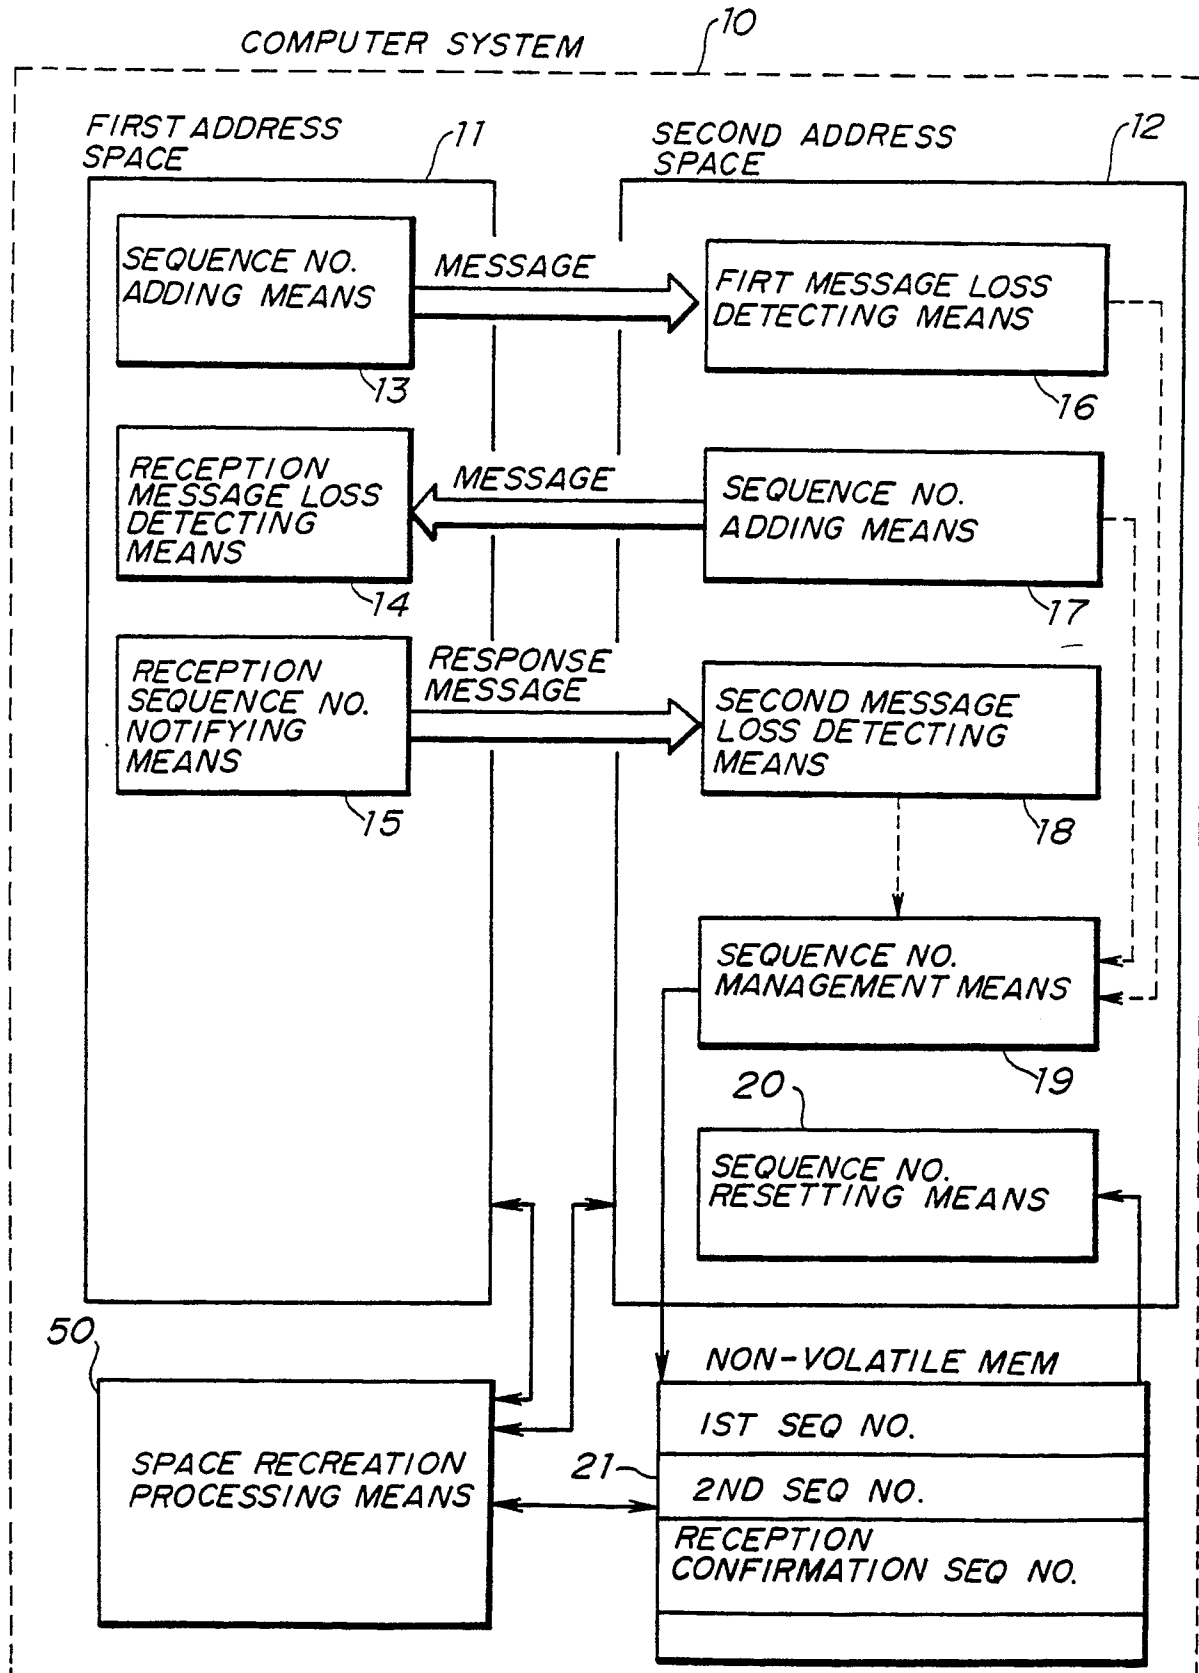 10
COMPUTER SYSTEM
FIRST ADDRESS
SPACE
11
SECOND ADDRESS
SPACE
12
SEQUENCE NO.
ADDING MEANS
13
MESSAGE
FIRT MESSAGE LOSS
DETECTING MEANS
16
RECEPTION
MESSAGE LOSS
DETECTING
MEANS
14
MESSAGE
SEQUENCE NO.
ADDING MEANS
17
RECEPTION
SEQUENCE NO.
NOTIFYING
MEANS
15
RESPONSE
MESSAGE
SECOND MESSAGE
LOSS DETECTING
MEANS
18
SEQUENCE NO.
MANAGEMENT MEANS
19
20
SEQUENCE NO.
RESETTING MEANS
50
SPACE RECREATION
PROCESSING MEANS
NON-VOLATILE MEM
21
1ST SEQ NO.
2ND SEQ NO.
RECEPTION
CONFIRMATION SEQ NO.